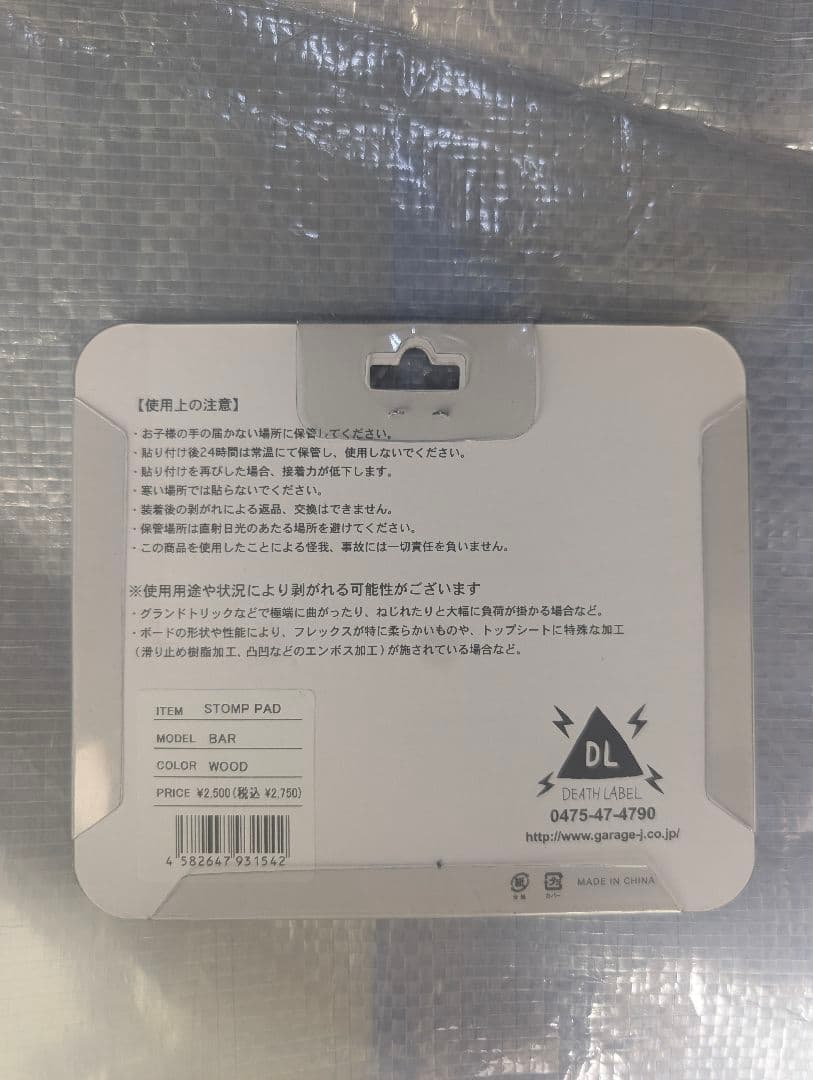 【使用上の注意】
・お子様の手の届かない場所に保管してください。
・貼り付け後24時間は常温にて保管し、使用しないでください。
・貼り付けを再びした場合、接着力が低下します。
・寒い場所では貼らないでください。
・装着後の剥がれによる返品、交換はできません。
・保管場所は直射日光のあたる場所を避けてください。
・この商品を使用したことによる怪我、事故には一切責任を負いません。
※使用用途や状況により剥がれる可能性がございます
・グランドトリックなどで極端に曲がったり、ねじれたりと大幅に負荷が掛かる場合など。
・ボードの形状や性能により、フレックスが特に柔らかいものや、トップシートに特殊な加工
（滑り止め樹脂加工、凸凹などのエンボス加工）が施されている場合など。
ITEM STOMP PAD
MODEL BAR
COLOR WOOD
PRICE ¥2,500(税込 ¥2,750)
4 582647 931542
DL
DEATH LABEL
0475-47-4790
http://www.garage-j.co.jp/
紙 プラ MADE IN CHINA
台紙 カバー